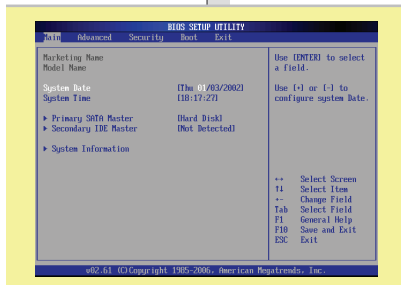 BIOS SETUP UTILITY
Main Advanced Security Boot Exit
Marketing Name
Model Name
System Date [Thu 01/03/2002]
System Time [18:17:27]
▶ Primary SATA Master [Hard Disk]
▶ Secondary IDE Master [Not Detected]
▶ System Information
Use [ENTER] to select
a field.
Use [+] or [-] to
configure system Date.
↔ Select Screen
↑↓ Select Item
+- Change Field
Tab Select Field
F1 General Help
F10 Save and Exit
ESC Exit
v02.61 (C)Copyright 1985-2006, American Megatrends, Inc.